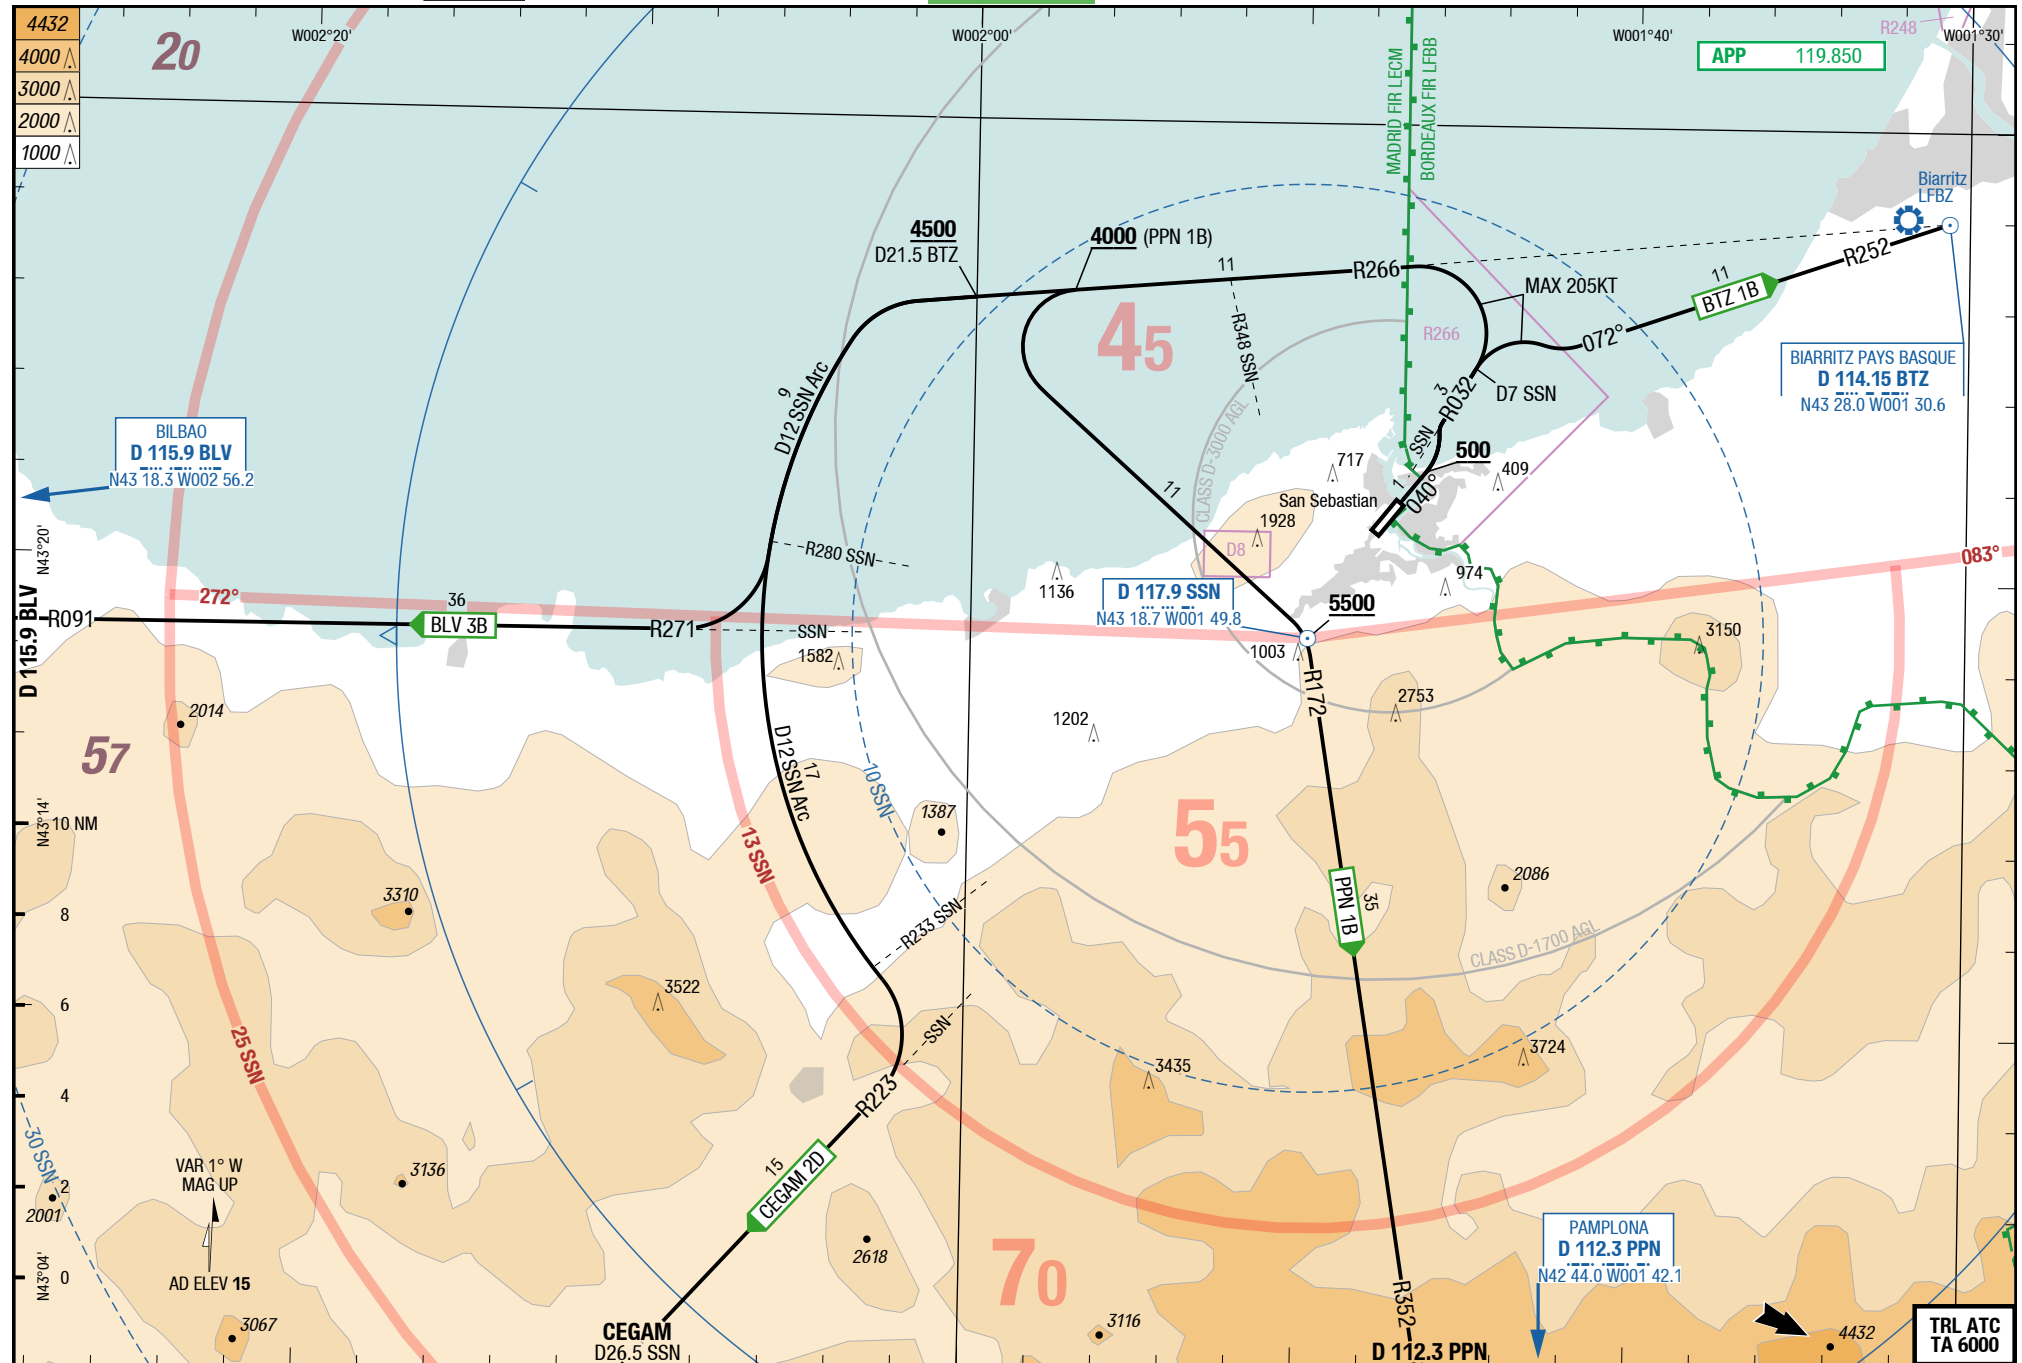 4432
4000
3000
2000
1000
20
W002°20'
W002°00'
W001°40'
R248
W001°30'
APP 119.850
MADRID FIR LECM
BORDEAUX FIR LFBB
Biarritz
LFBZ
4500
D21.5 BTZ
4000 (PPN 1B)
11
R266
MAX 205KT
11
BTZ 1B
R252
072°
R348 SSN
45
R266
D7 SSN
3
R032
SSN
BIARRITZ PAYS BASQUE
D 114.15 BTZ
N43 28.0 W001 30.6
9
D12 SSN Arc
CLASS D-3000 AGL
BILBAO
D 115.9 BLV
N43 18.3 W002 56.2
717
500
409
1
040°
San Sebastian
11
1928
D8
R280 SSN
N43°20'
083°
974
1136
D 117.9 SSN
N43 18.7 W001 49.8
5500
272°
36
BLV 3B
D 115.9 BLV
R091
R271
SSN
1582
1003
3150
R172
2753
2014
1202
57
17
D12 SSN Arc
10 SSN
1387
13 SSN
55
N43°14'
10 NM
2086
PPN 1B
35
3310
8
R233 SSN
CLASS D-1700 AGL
3522
6
SSN
25 SSN
3724
3435
4
R223
30 SSN
VAR 1° W
MAG UP
3136
15
CEGAM 2D
2
2001
2618
PAMPLONA
D 112.3 PPN
N42 44.0 W001 42.1
70
N43°04'
0
AD ELEV 15
R352
3067
CEGAM
D26.5 SSN
3116
D 112.3 PPN
4432
TRL ATC
TA 6000